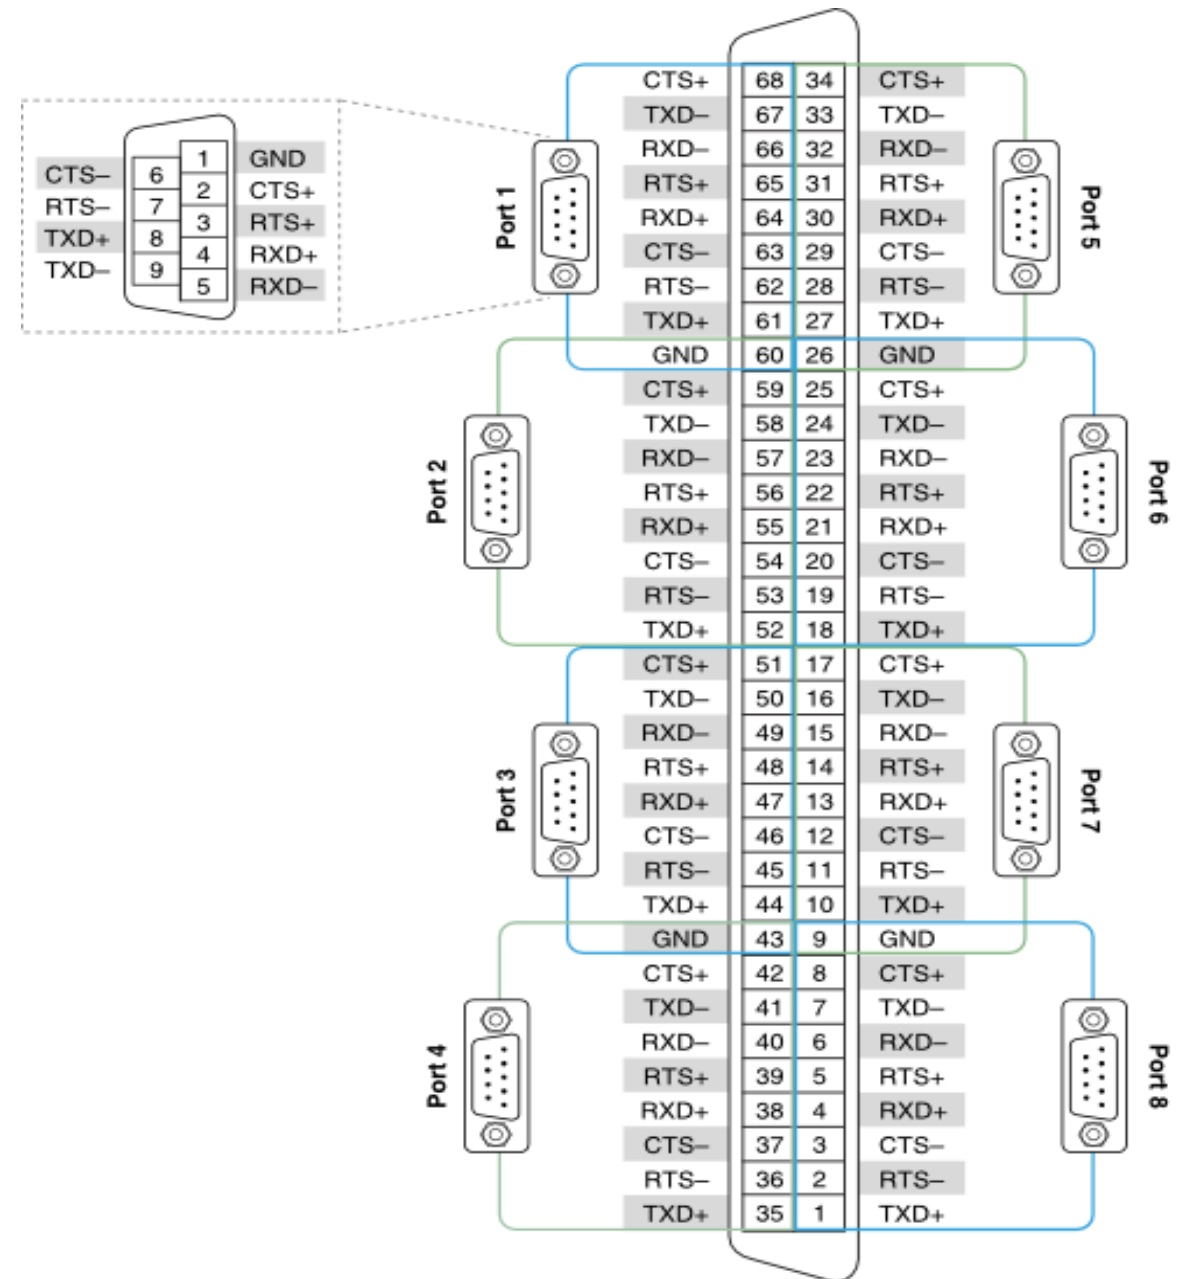 CTS+ 68 34 CTS+
TXD– 67 33 TXD–
RXD– 66 32 RXD–
RTS+ 65 31 RTS+
RXD+ 64 30 RXD+
CTS– 63 29 CTS–
RTS– 62 28 RTS–
TXD+ 61 27 TXD+
GND 60 26 GND
CTS+ 59 25 CTS+
TXD– 58 24 TXD–
RXD– 57 23 RXD–
RTS+ 56 22 RTS+
RXD+ 55 21 RXD+
CTS– 54 20 CTS–
RTS– 53 19 RTS–
TXD+ 52 18 TXD+
CTS+ 51 17 CTS+
TXD– 50 16 TXD–
RXD– 49 15 RXD–
RTS+ 48 14 RTS+
RXD+ 47 13 RXD+
CTS– 46 12 CTS–
RTS– 45 11 RTS–
TXD+ 44 10 TXD+
GND 43 9 GND
CTS+ 42 8 CTS+
TXD– 41 7 TXD–
RXD– 40 6 RXD–
RTS+ 39 5 RTS+
RXD+ 38 4 RXD+
CTS– 37 3 CTS–
RTS– 36 2 RTS–
TXD+ 35 1 TXD+
1 GND
CTS– 6
2 CTS+
RTS– 7
3 RTS+
TXD+ 8
4 RXD+
TXD– 9
5 RXD–
Port 1
Port 2
Port 3
Port 4
Port 5
Port 6
Port 7
Port 8